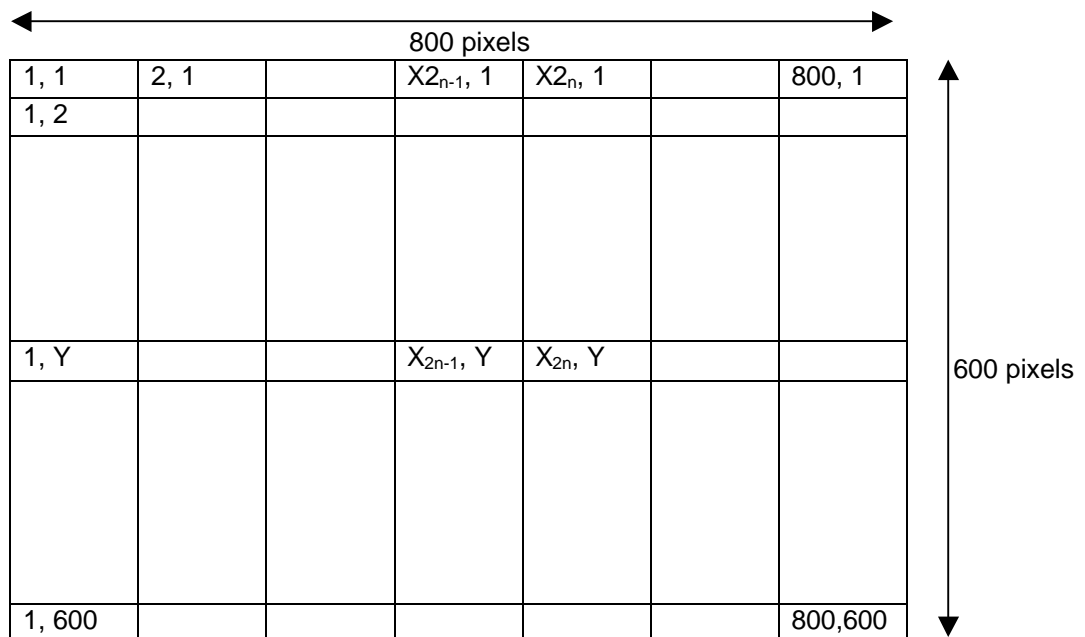 800 pixels
1, 1 2, 1 X2n-1, 1 X2n, 1 800, 1
1, 2
1, Y X2n-1, Y X2n, Y
600 pixels
1, 600 800,600